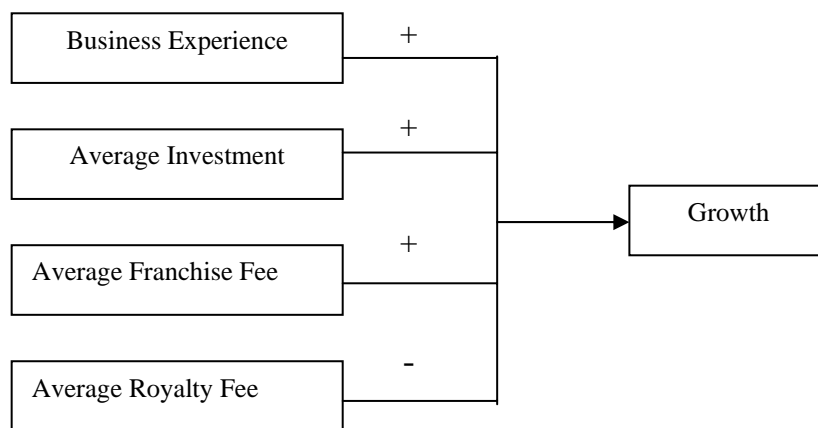 Business Experience
+
Average Investment
+
Average Franchise Fee
+
Average Royalty Fee
-
Growth